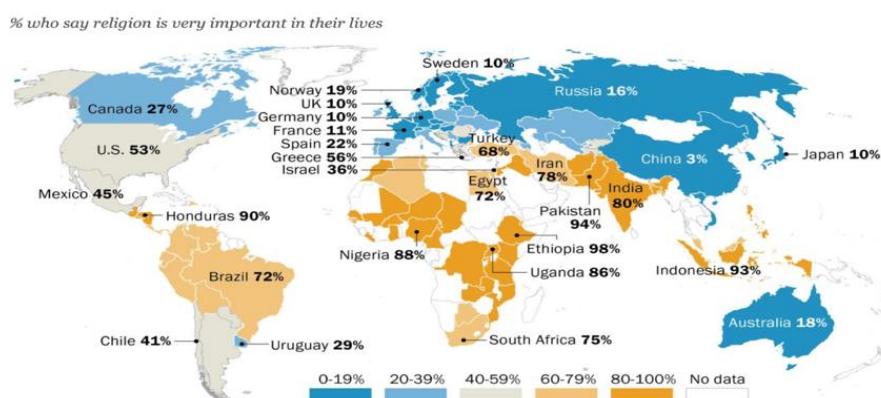 % who say religion is very important in their lives
Sweden 10%
Norway 19%
UK 10%
Germany 10%
France 11%
Spain 22%
Greece 56%
Israel 36%
Canada 27%
U.S. 53%
Mexico 45%
Honduras 90%
Brazil 72%
Chile 41%
Uruguay 29%
Russia 16%
Turkey
68%
Iran
78%
Egypt
72%
China 3%
Japan 10%
India
80%
Pakistan
94%
Nigeria 88%
Ethiopia 98%
Uganda 86%
Indonesia 93%
South Africa 75%
Australia 18%
0-19%
20-39%
40-59%
60-79%
80-100%
No data